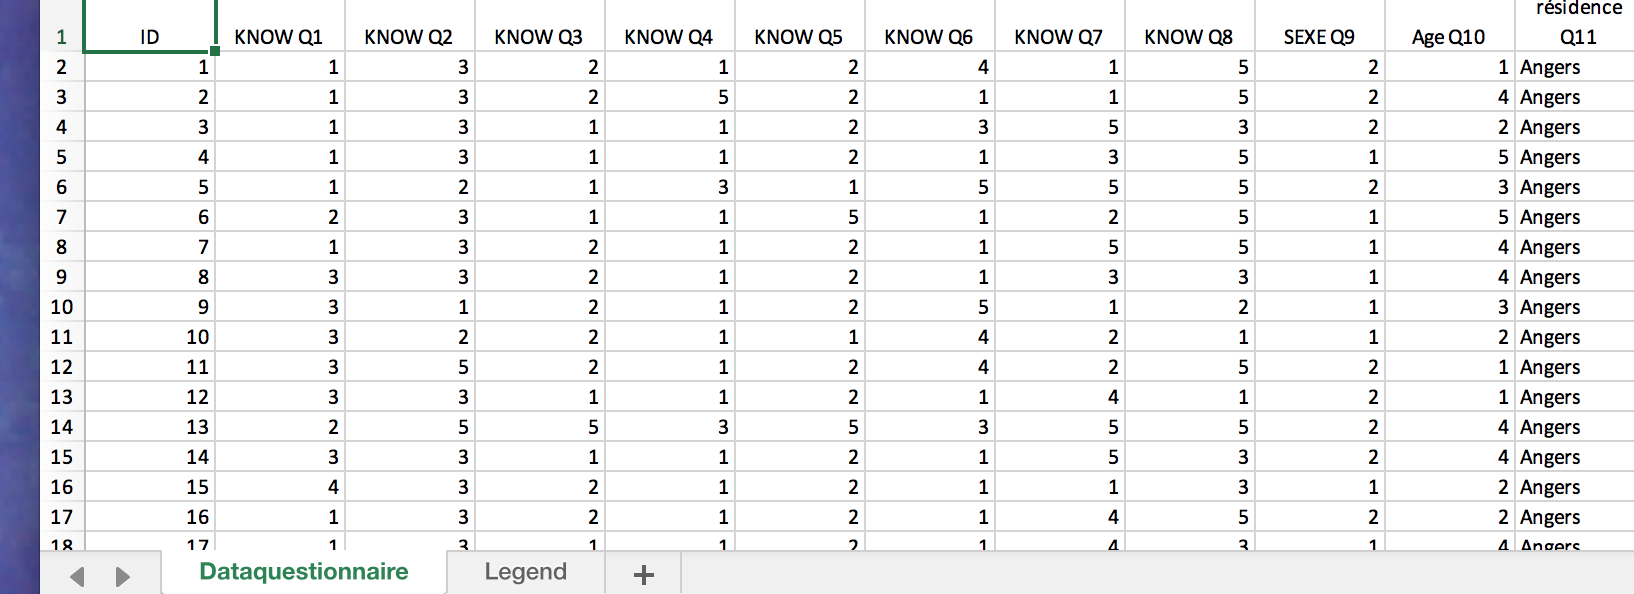 résidence
1 ID KNOW Q1 KNOW Q2 KNOW Q3 KNOW Q4 KNOW Q5 KNOW Q6 KNOW Q7 KNOW Q8 SEXE Q9 Age Q10 Q11
2 1 1 3 2 1 2 4 1 5 2 1 Angers
3 2 1 3 2 5 2 1 1 5 2 4 Angers
4 3 1 3 1 1 2 3 5 3 2 2 Angers
5 4 1 3 1 1 2 1 3 5 1 5 Angers
6 5 1 2 1 3 1 5 5 5 2 3 Angers
7 6 2 3 1 1 5 1 2 5 1 5 Angers
8 7 1 3 2 1 2 1 5 5 1 4 Angers
9 8 3 3 2 1 2 1 3 3 1 4 Angers
10 9 3 1 2 1 2 5 1 2 1 3 Angers
11 10 3 2 2 1 1 4 2 1 1 2 Angers
12 11 3 5 2 1 2 4 2 5 2 1 Angers
13 12 3 3 1 1 2 1 4 1 2 1 Angers
14 13 2 5 5 3 5 3 5 5 2 4 Angers
15 14 3 3 1 1 2 1 5 3 2 4 Angers
16 15 4 3 2 1 2 1 1 3 1 2 Angers
17 16 1 3 2 1 2 1 4 5 2 2 Angers
18 17 1 3 1 1 2 1 4 3 1 4 Angers
Dataquestionnaire Legend +